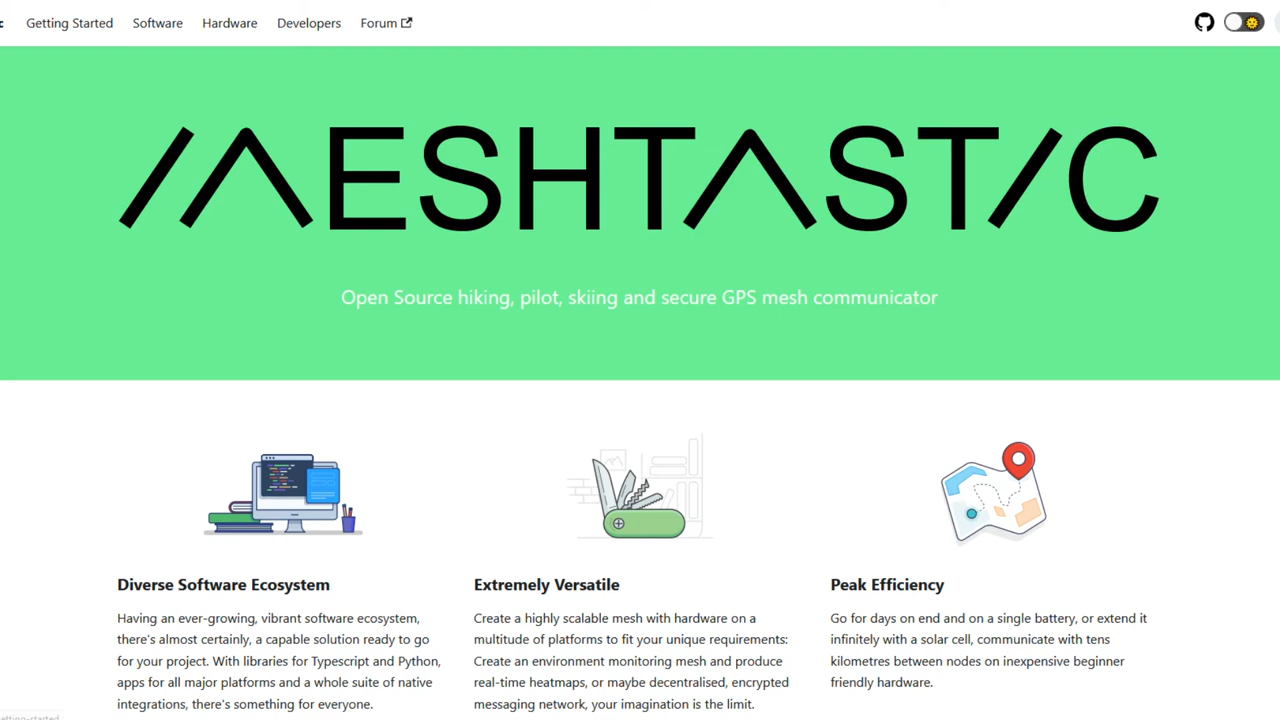 c Getting Started Software Hardware Developers Forum
MESHTASTIC
Open Source hiking, pilot, skiing and secure GPS mesh communicator
Diverse Software Ecosystem
Having an ever-growing, vibrant software ecosystem,
there's almost certainly, a capable solution ready to go
for your project. With libraries for Typescript and Python,
apps for all major platforms and a whole suite of native
integrations, there's something for everyone.
Extremely Versatile
Create a highly scalable mesh with hardware on a
multitude of platforms to fit your unique requirements:
Create an environment monitoring mesh and produce
real-time heatmaps, or maybe decentralised, encrypted
messaging network, your imagination is the limit.
Peak Efficiency
Go for days on end and on a single battery, or extend it
infinitely with a solar cell, communicate with tens
kilometres between nodes on inexpensive beginner
friendly hardware.
etting-started